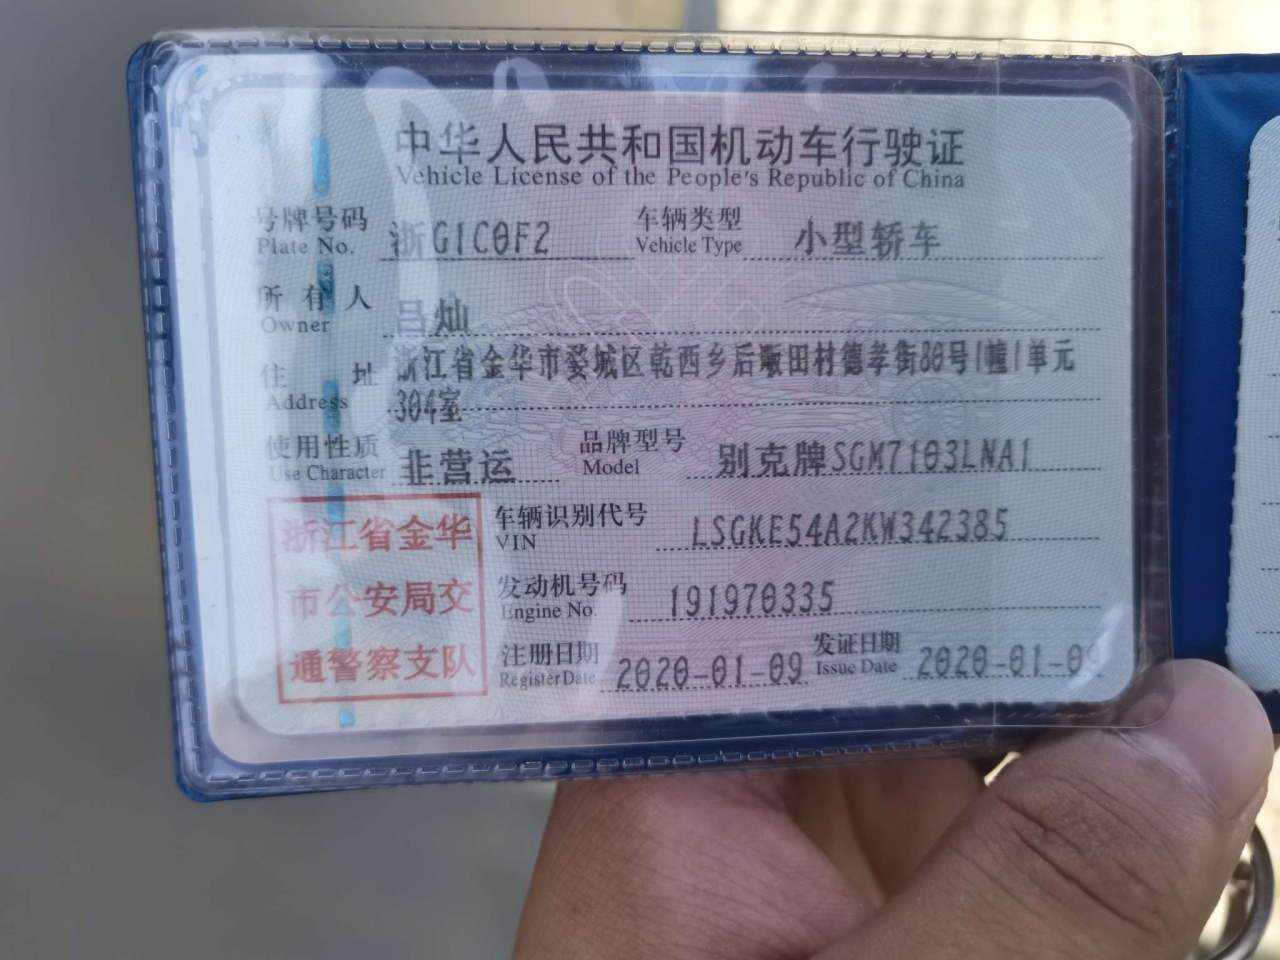 中华人民共和国机动车行驶证
Vehicle License of the People's Republic of China
号牌号码 浙G1C0F2 车辆类型 小型轿车
Plate No. Vehicle Type
所有人 吕灿
Owner
住址 浙江省金华市婺城区乾西乡后畈田村德孝街80号1幢1单元
Address 304室
使用性质 非营运 品牌型号 别克牌SGM7103LNA1
Use Character Model
浙江省金华 车辆识别代号 LSGKE54A2KW342385
VIN
市公安局交 发动机号码 191970335
Engine No.
通警察支队 注册日期 2020-01-09 发证日期 2020-01-09
Register Date Issue Date